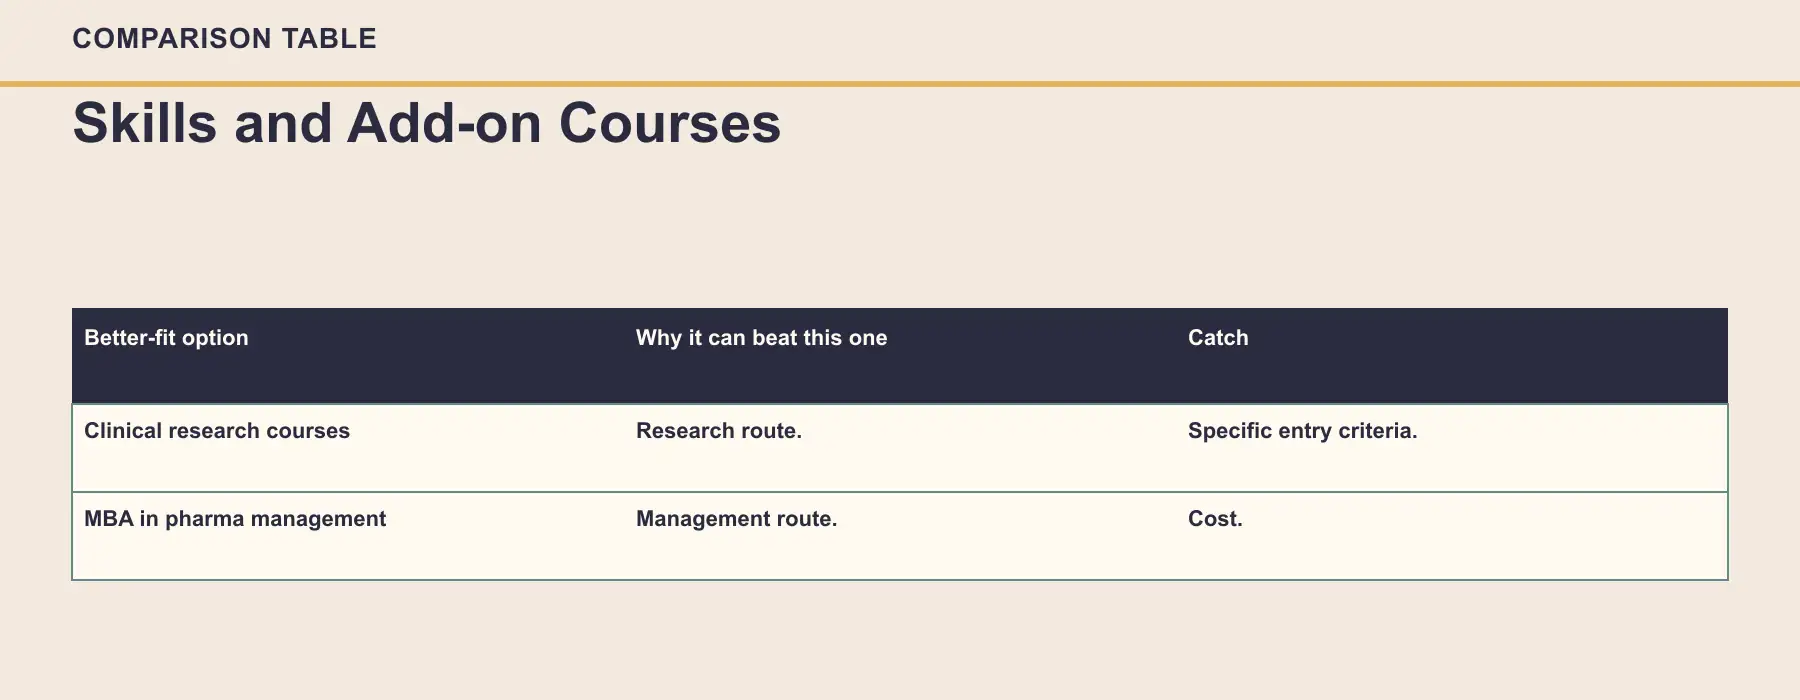 COMPARISON TABLE
Skills and Add-on Courses
Better-fit option Why it can beat this one Catch
Clinical research courses Research route. Specific entry criteria.
MBA in pharma management Management route. Cost.